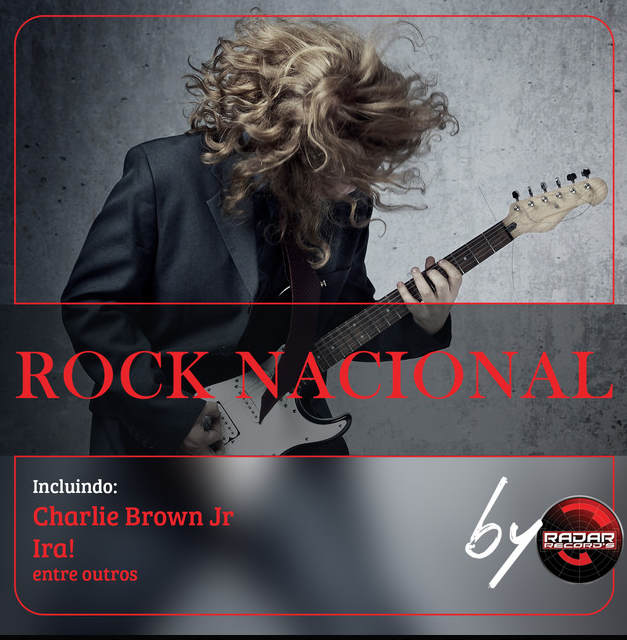 ROCK NACIONAL
Incluindo:
Charlie Brown Jr
Ira!
entre outros
by
RADAR
RECORD'S